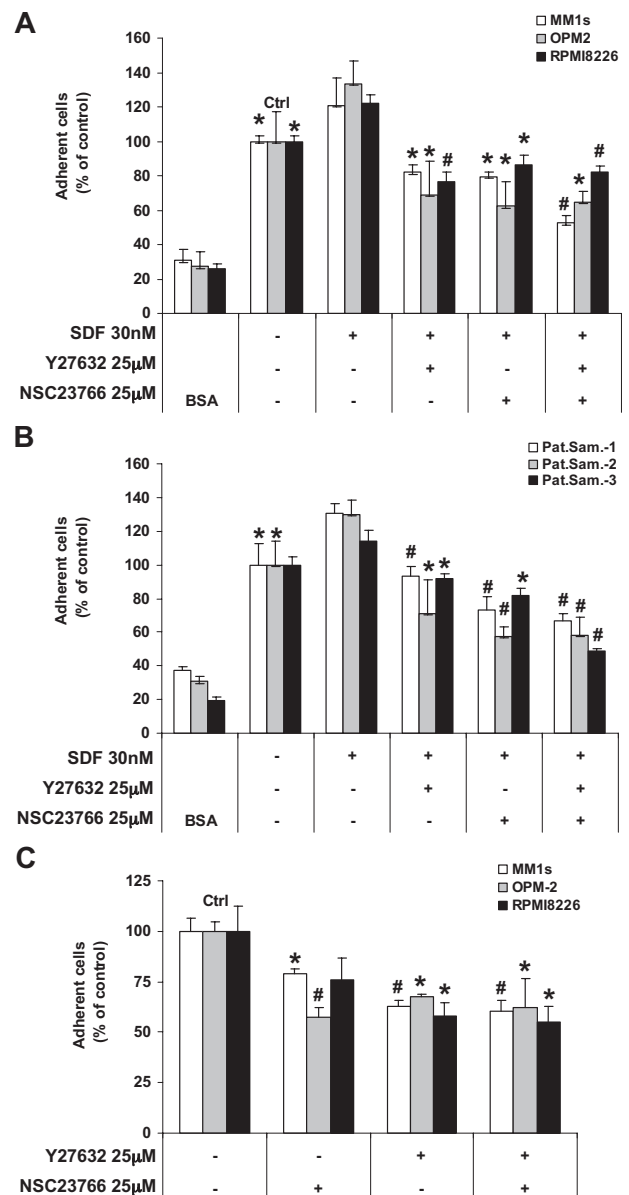 A
MM1s
OPM2
RPMI8226
Adherent cells
(% of control)
160
140
120
100
80
60
40
20
0
Ctrl
* *
* * #
* * *
# * #
SDF 30nM - + + + +
Y27632 25µM - - + - +
NSC23766 25µM BSA - - - + +
B
Pat.Sam.-1
Pat.Sam.-2
Pat.Sam.-3
Adherent cells
(% of control)
160
140
120
100
80
60
40
20
0
* *
# * *
# # *
# # #
SDF 30nM - + + + +
Y27632 25µM - - + - +
NSC23766 25µM BSA - - - + +
C
MM1s
OPM-2
RPMI8226
Adherent cells
(% of control)
125
100
75
50
25
0
Ctrl
* #
# * *
# * *
Y27632 25µM - - + +
NSC23766 25µM - + - +